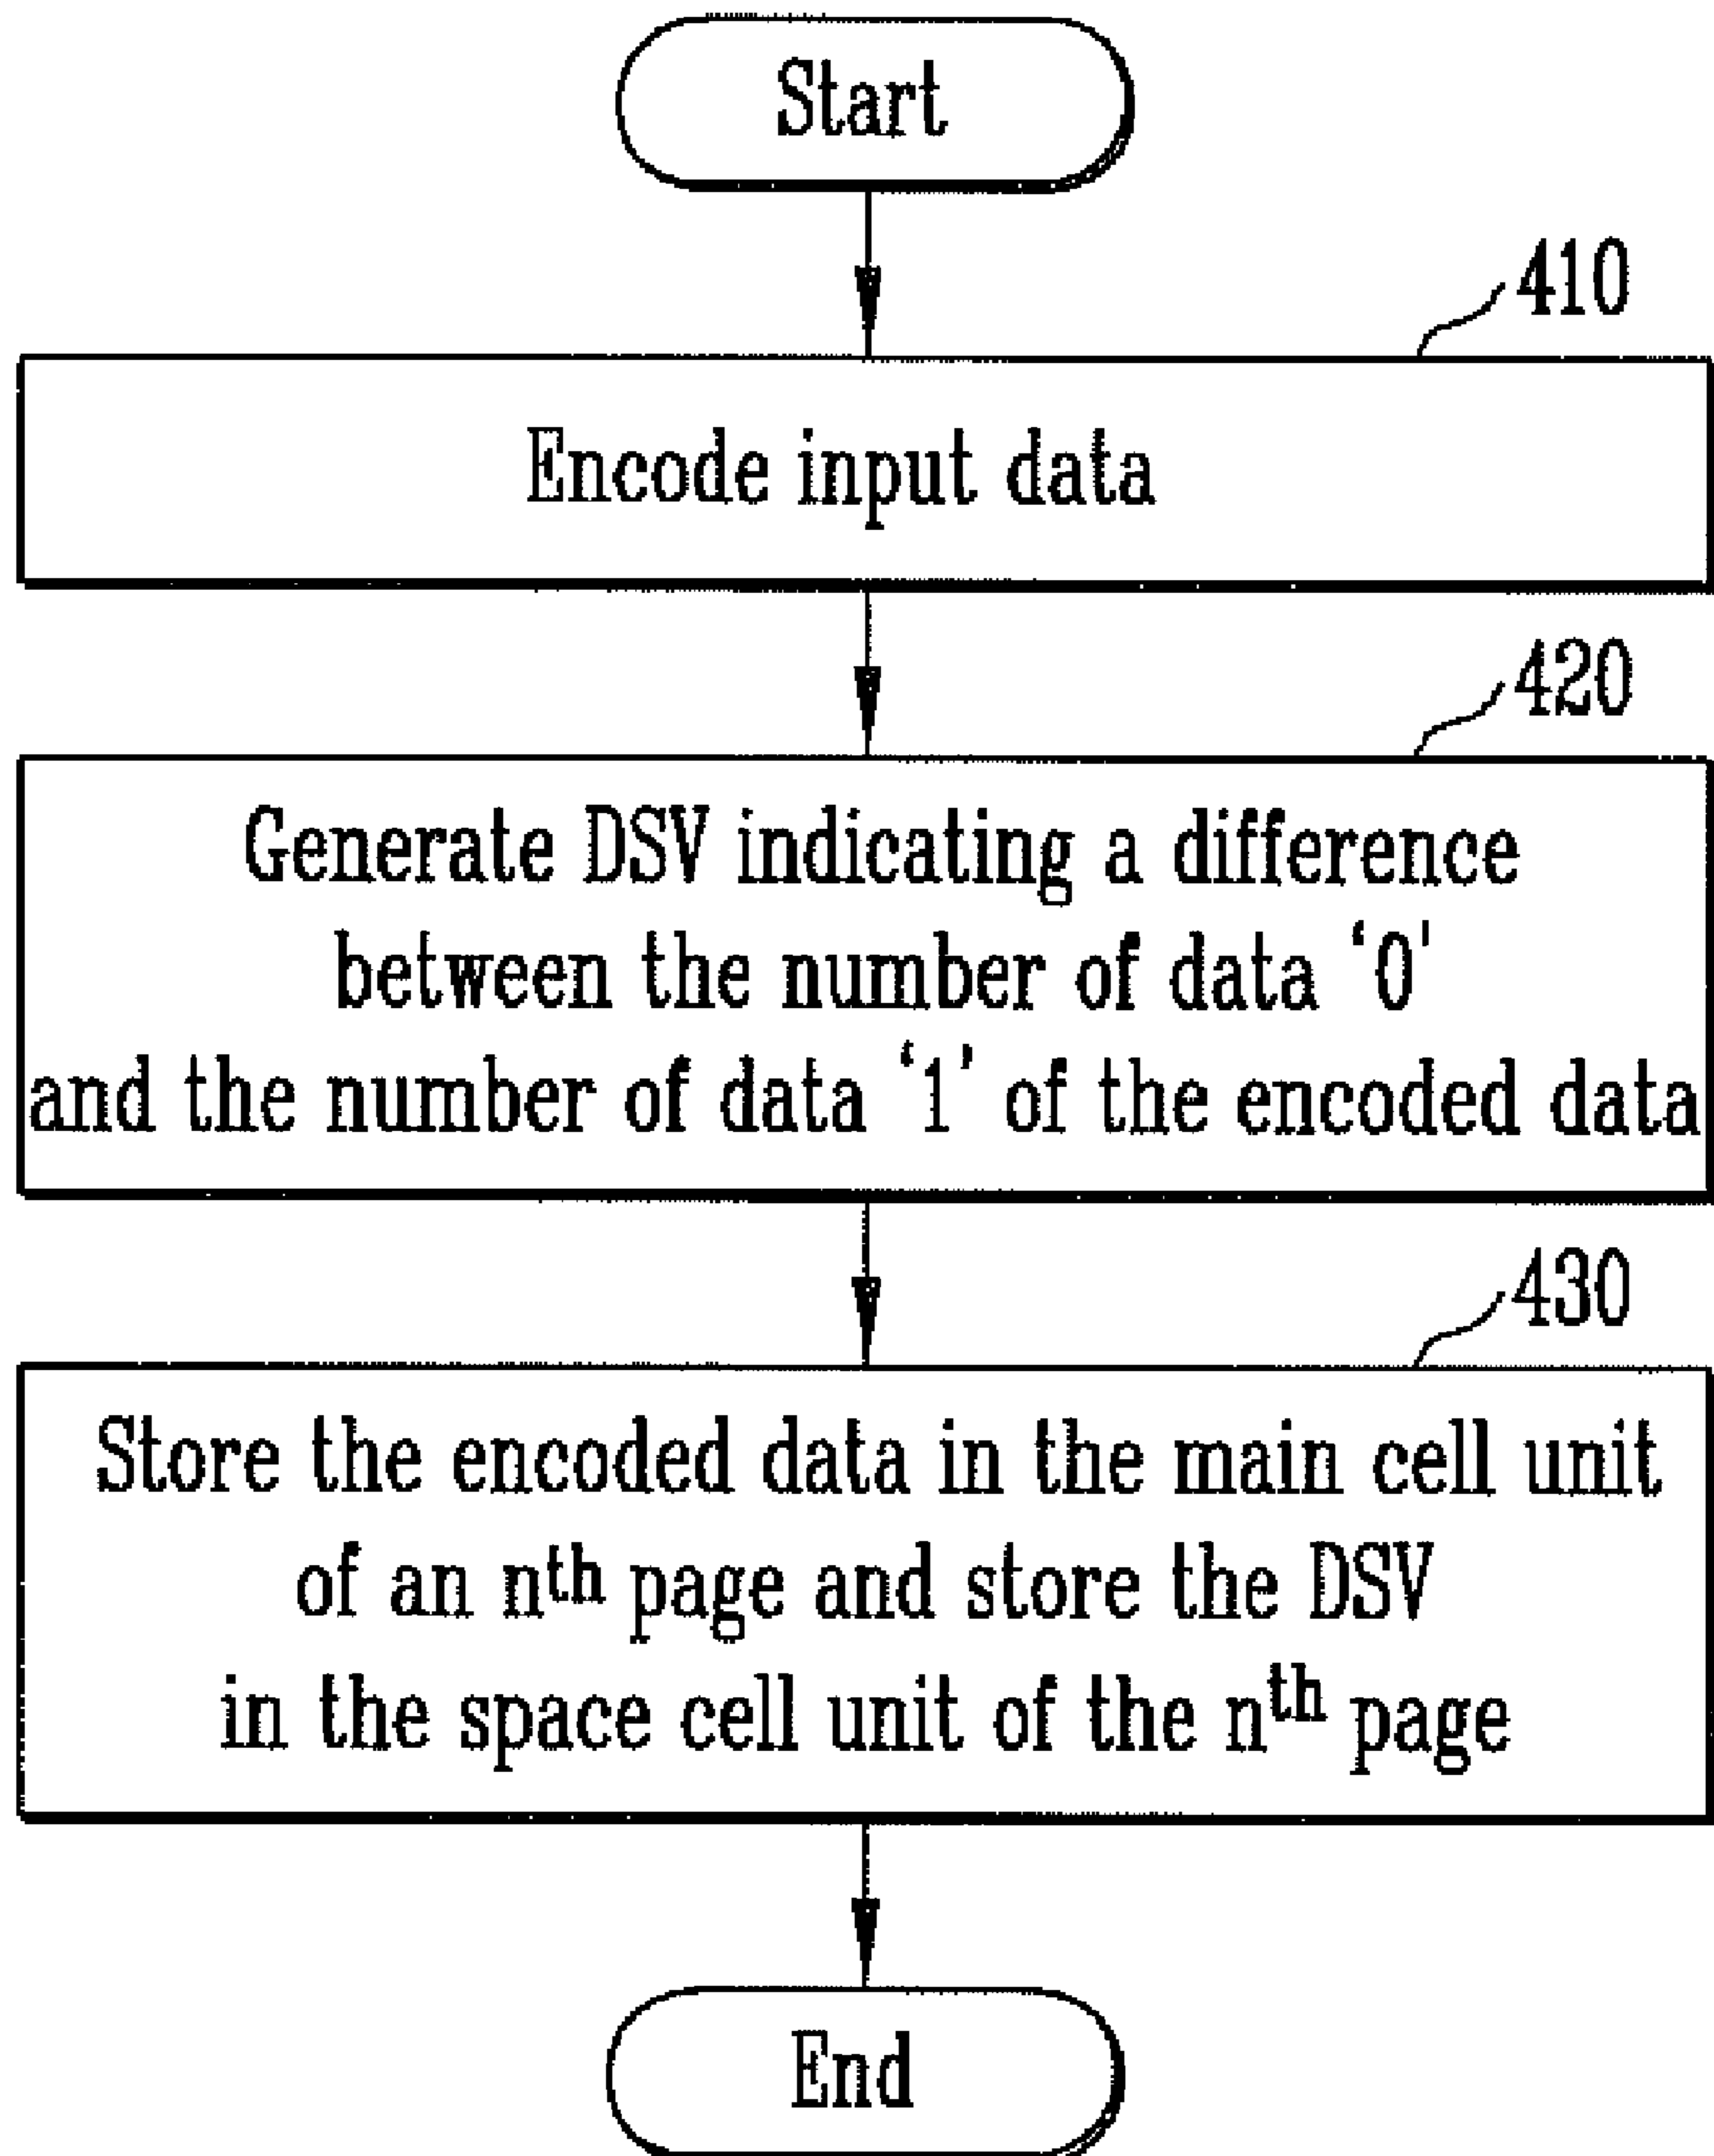 Start
410
Encode input data
420
Generate DSV indicating a difference
between the number of data ‘0’
and the number of data ‘1’ of the encoded data
430
Store the encoded data in the main cell unit
of an nth page and store the DSV
in the space cell unit of the nth page
End